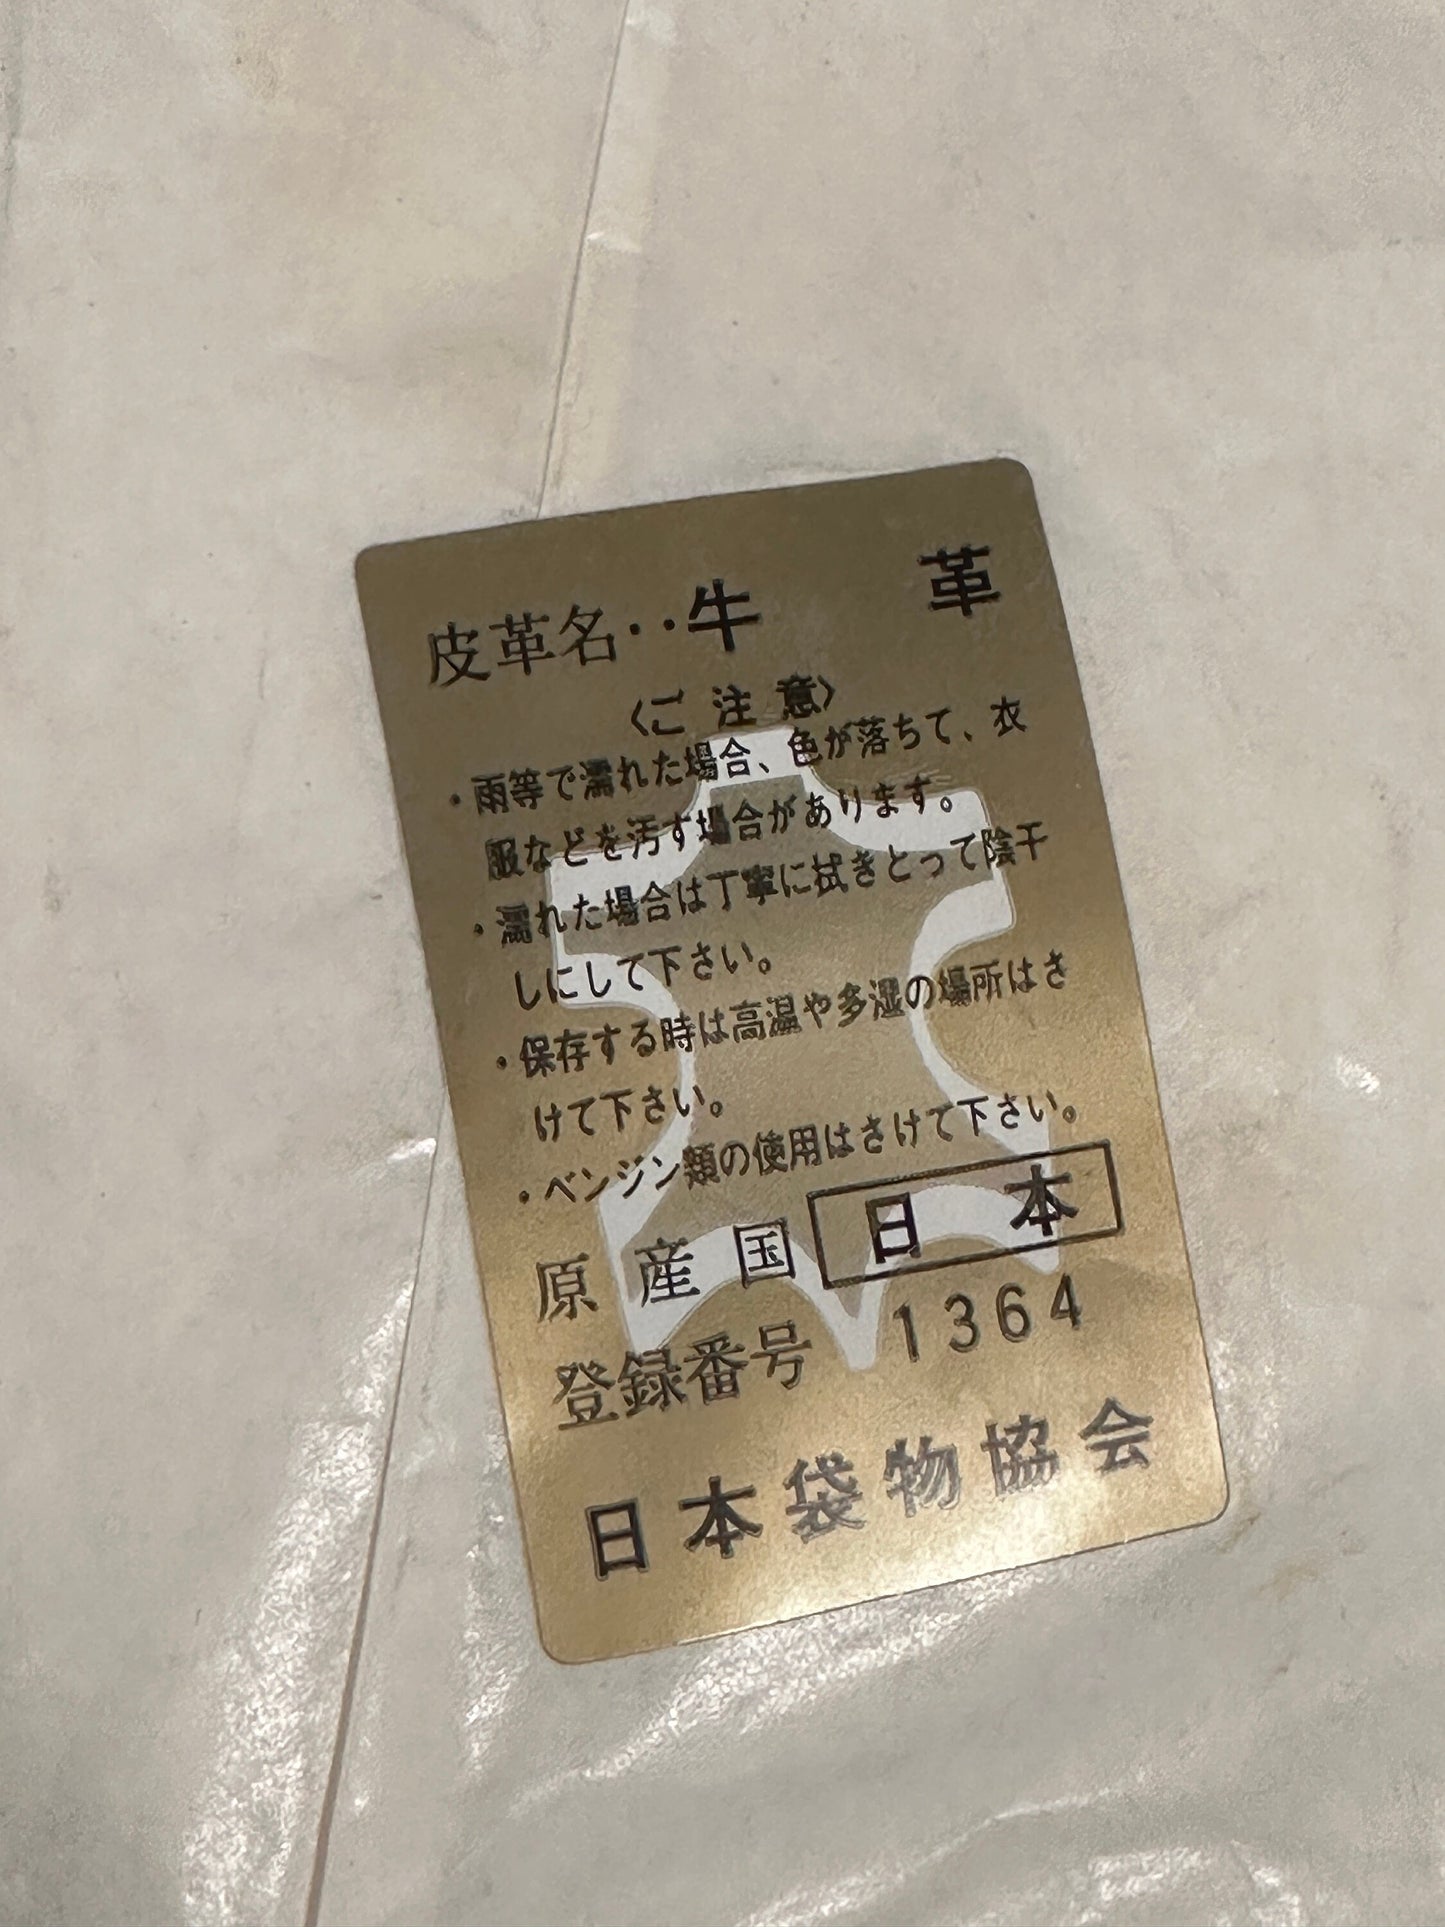 皮革名‥牛 革
〈ご注意〉
・雨等で濡れた場合、色が落ちて、衣
服などを汚す場合があります。
・濡れた場合は丁寧に拭きとって陰干
しにして下さい。
・保存する時は高温や多湿の場所はさ
けて下さい。
・ベンジン類の使用はさけて下さい。
原産国 日本
登録番号 1364
日本袋物協会